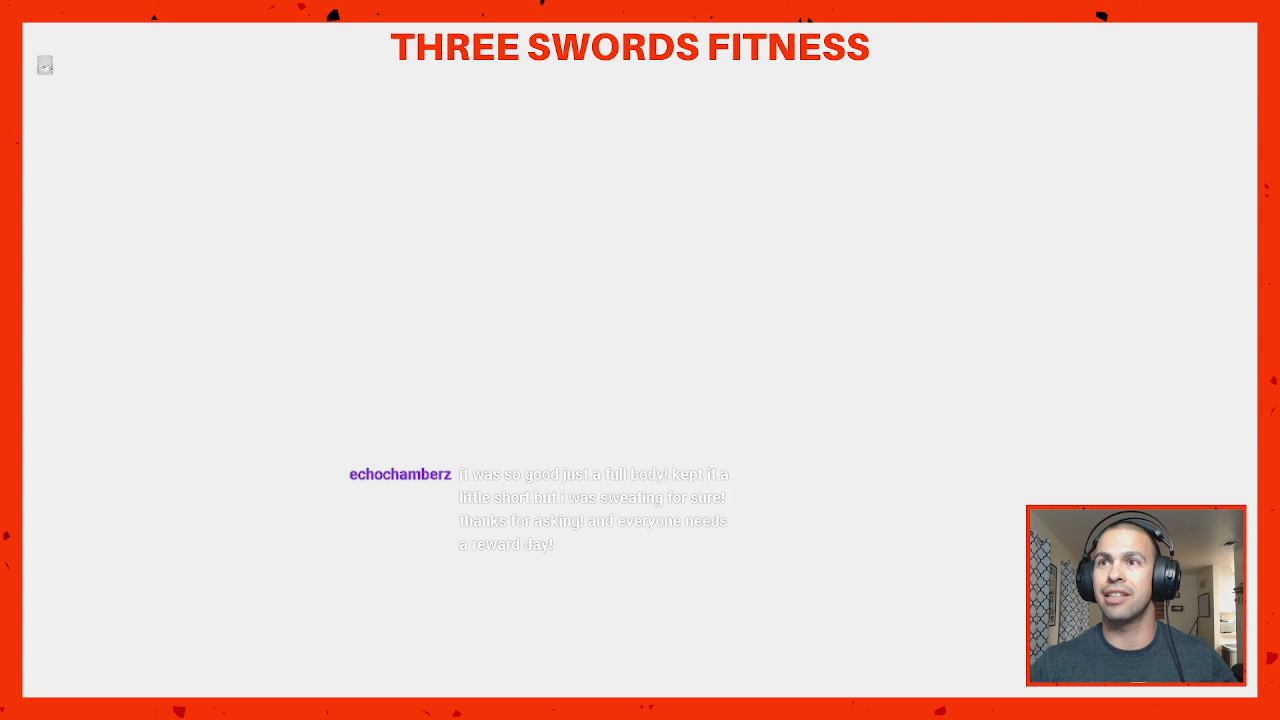 THREE SWORDS FITNESS
echochamberz it was so good just a full body! kept it a
little short but i was sweating for sure!
thanks for asking! and everyone needs
a reward day!